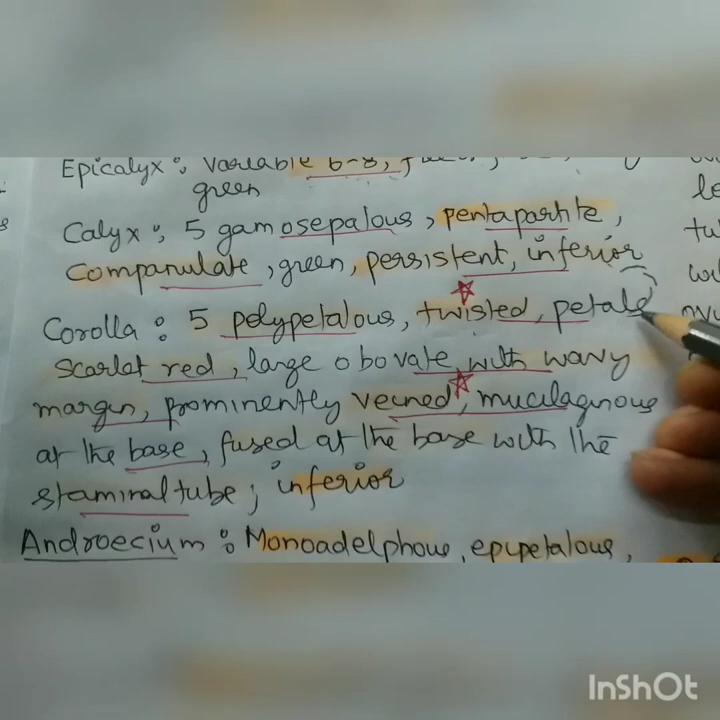 Epicalyx : Variable 6-8,
green
Calyx : 5 gamosepalous, pentapartite,
Companulate, green, persistent, inferior
Corolla : 5 polypetalous, twisted, petals
Scarlet red, large obovate with wavy
margin, prominently veined, mucilaginous
at the base, fused at the base with the
staminal tube; inferior
Androecium : Monoadelphous, epipetalous,
InShOt